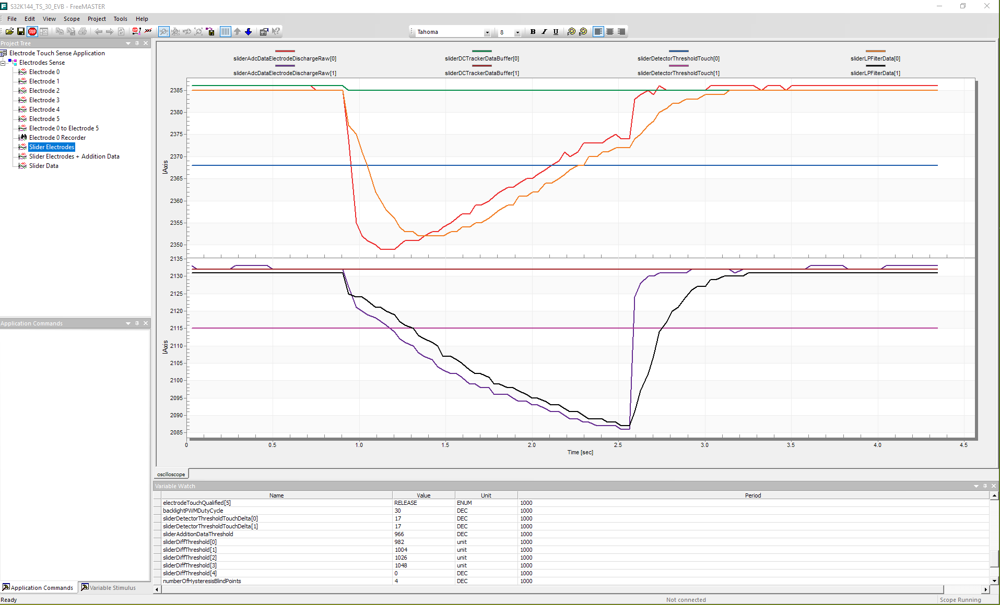 S32K144_TS_30_EVB - FreeMASTER
File Edit View Scope Project Tools Help
Tahoma 8 B I U
Project Tree
Electrode Touch Sense Application
Electrodes Sense
Electrode 0
Electrode 1
Electrode 2
Electrode 3
Electrode 4
Electrode 5
Electrode 0 to Electrode 5
Electrode 0 Recorder
Slider Electrodes
Slider Electrodes + Addition Data
Slider Data
Application Commands
Application Commands Variable Stimulus
sliderAdcDataElectrodeDischargeRaw[0] sliderDCTrackerDataBuffer[0] sliderDetectorThresholdTouch[0] sliderLPFilterData[0]
sliderAdcDataElectrodeDischargeRaw[1] sliderDCTrackerDataBuffer[1] sliderDetectorThresholdTouch[1] sliderLPFilterData[1]
2385
2380
2375
2370
2365
2360
2355
2350
IAxis
2135
2130
2125
2120
2115
2110
2105
2100
2095
2090
2085
IAxis
0 0.5 1.0 1.5 2.0 2.5 3.0 3.5 4.0 4.5
Time [sec]
oscilloscope
Variable Watch
Name Value Unit Period
electrodeTouchQualified[5] RELEASE ENUM 1000
backlightPWMDutyCycle 30 DEC 1000
sliderDetectorThresholdTouchDelta[0] 17 DEC 1000
sliderDetectorThresholdTouchDelta[1] 17 DEC 1000
sliderAdditionDataThreshold 966 DEC 1000
sliderDiffThreshold[0] 982 unit 1000
sliderDiffThreshold[1] 1004 unit 1000
sliderDiffThreshold[2] 1026 unit 1000
sliderDiffThreshold[3] 1048 unit 1000
sliderDiffThreshold[4] 0 DEC 1000
numberOfHysteresisBlindPoints 4 DEC 1000
Ready Not connected Scope Running